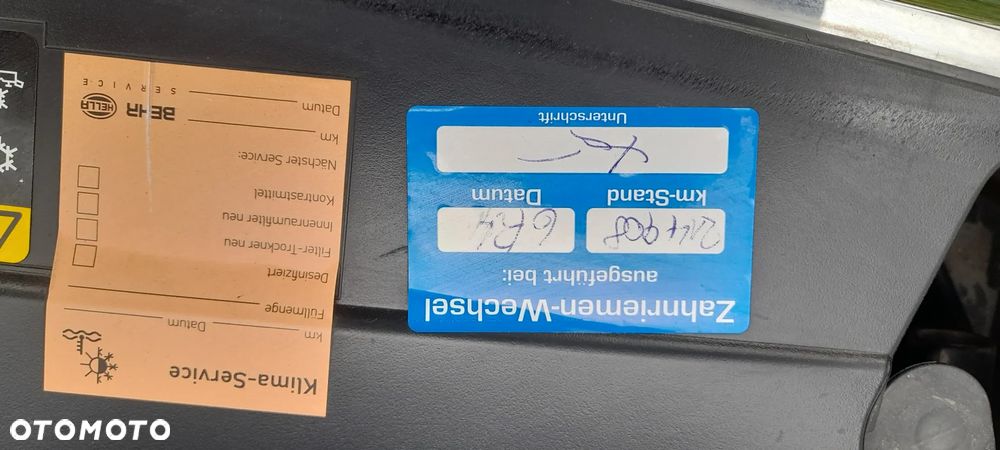 Zahnriemen-Wechsel
ausgeführt bei:
km-Stand
Datum
Unterschrift
Klima-Service
km
Datum
Füllmenge
Desinfiziert
Filter-Trockner neu
Innenraumfilter neu
Kontrastmittel
Nächster Service:
km
Datum
BEHR
HELLA
SERVICE
OTOMOTO